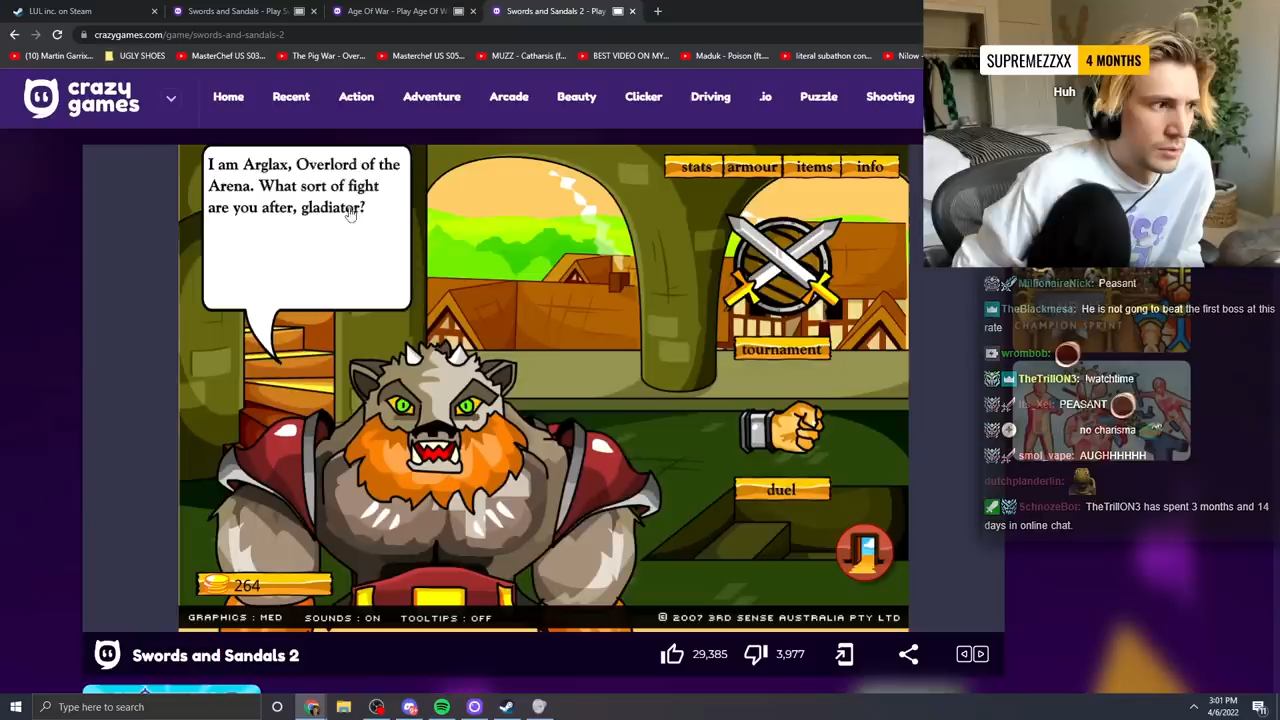 LUL inc. on Steam
Swords and Sandals - Play S
Age Of War - Play Age Of W
Swords and Sandals 2 - Play
crazygames.com/game/swords-and-sandals-2
(10) Martin Garrix...
UGLY SHOES
MasterChef US S03...
The Pig War - Histor...
Masterchef US S05...
MUZZ - Catharsis (f...
BEST VIDEO ON MY...
Maduk - Poison (ft....
literal subathon con...
Nilow
crazy
games
Home
Recent
Action
Adventure
Arcade
Beauty
Clicker
Driving
.io
Puzzle
Shooting
SUPREMEZZXX
4 MONTHS
Huh
I am Arglax, Overlord of the
Arena. What sort of fight
are you after, gladiator?
stats
armour
items
info
tournament
duel
264
GRAPHICS : MED
SOUNDS : ON
TOOLTIPS : OFF
© 2007 3RD SENSE AUSTRALIA PTY LTD
MillionaireNick: Peasant
TheBlackmesa: He is not gong to beat the first boss at this
rate
CHAMPION SPRINT
wrombob:
TheTrillON3: !watchtime
Its_Xel: PEASANT
no charisma
smol_vape: AUGHHHHHH
dutchplanderlin:
SchnozeBot: TheTrillON3 has spent 3 months and 14
days in online chat.
Swords and Sandals 2
29,385
3,977
Type here to search
3:01 PM
4/6/2022
11